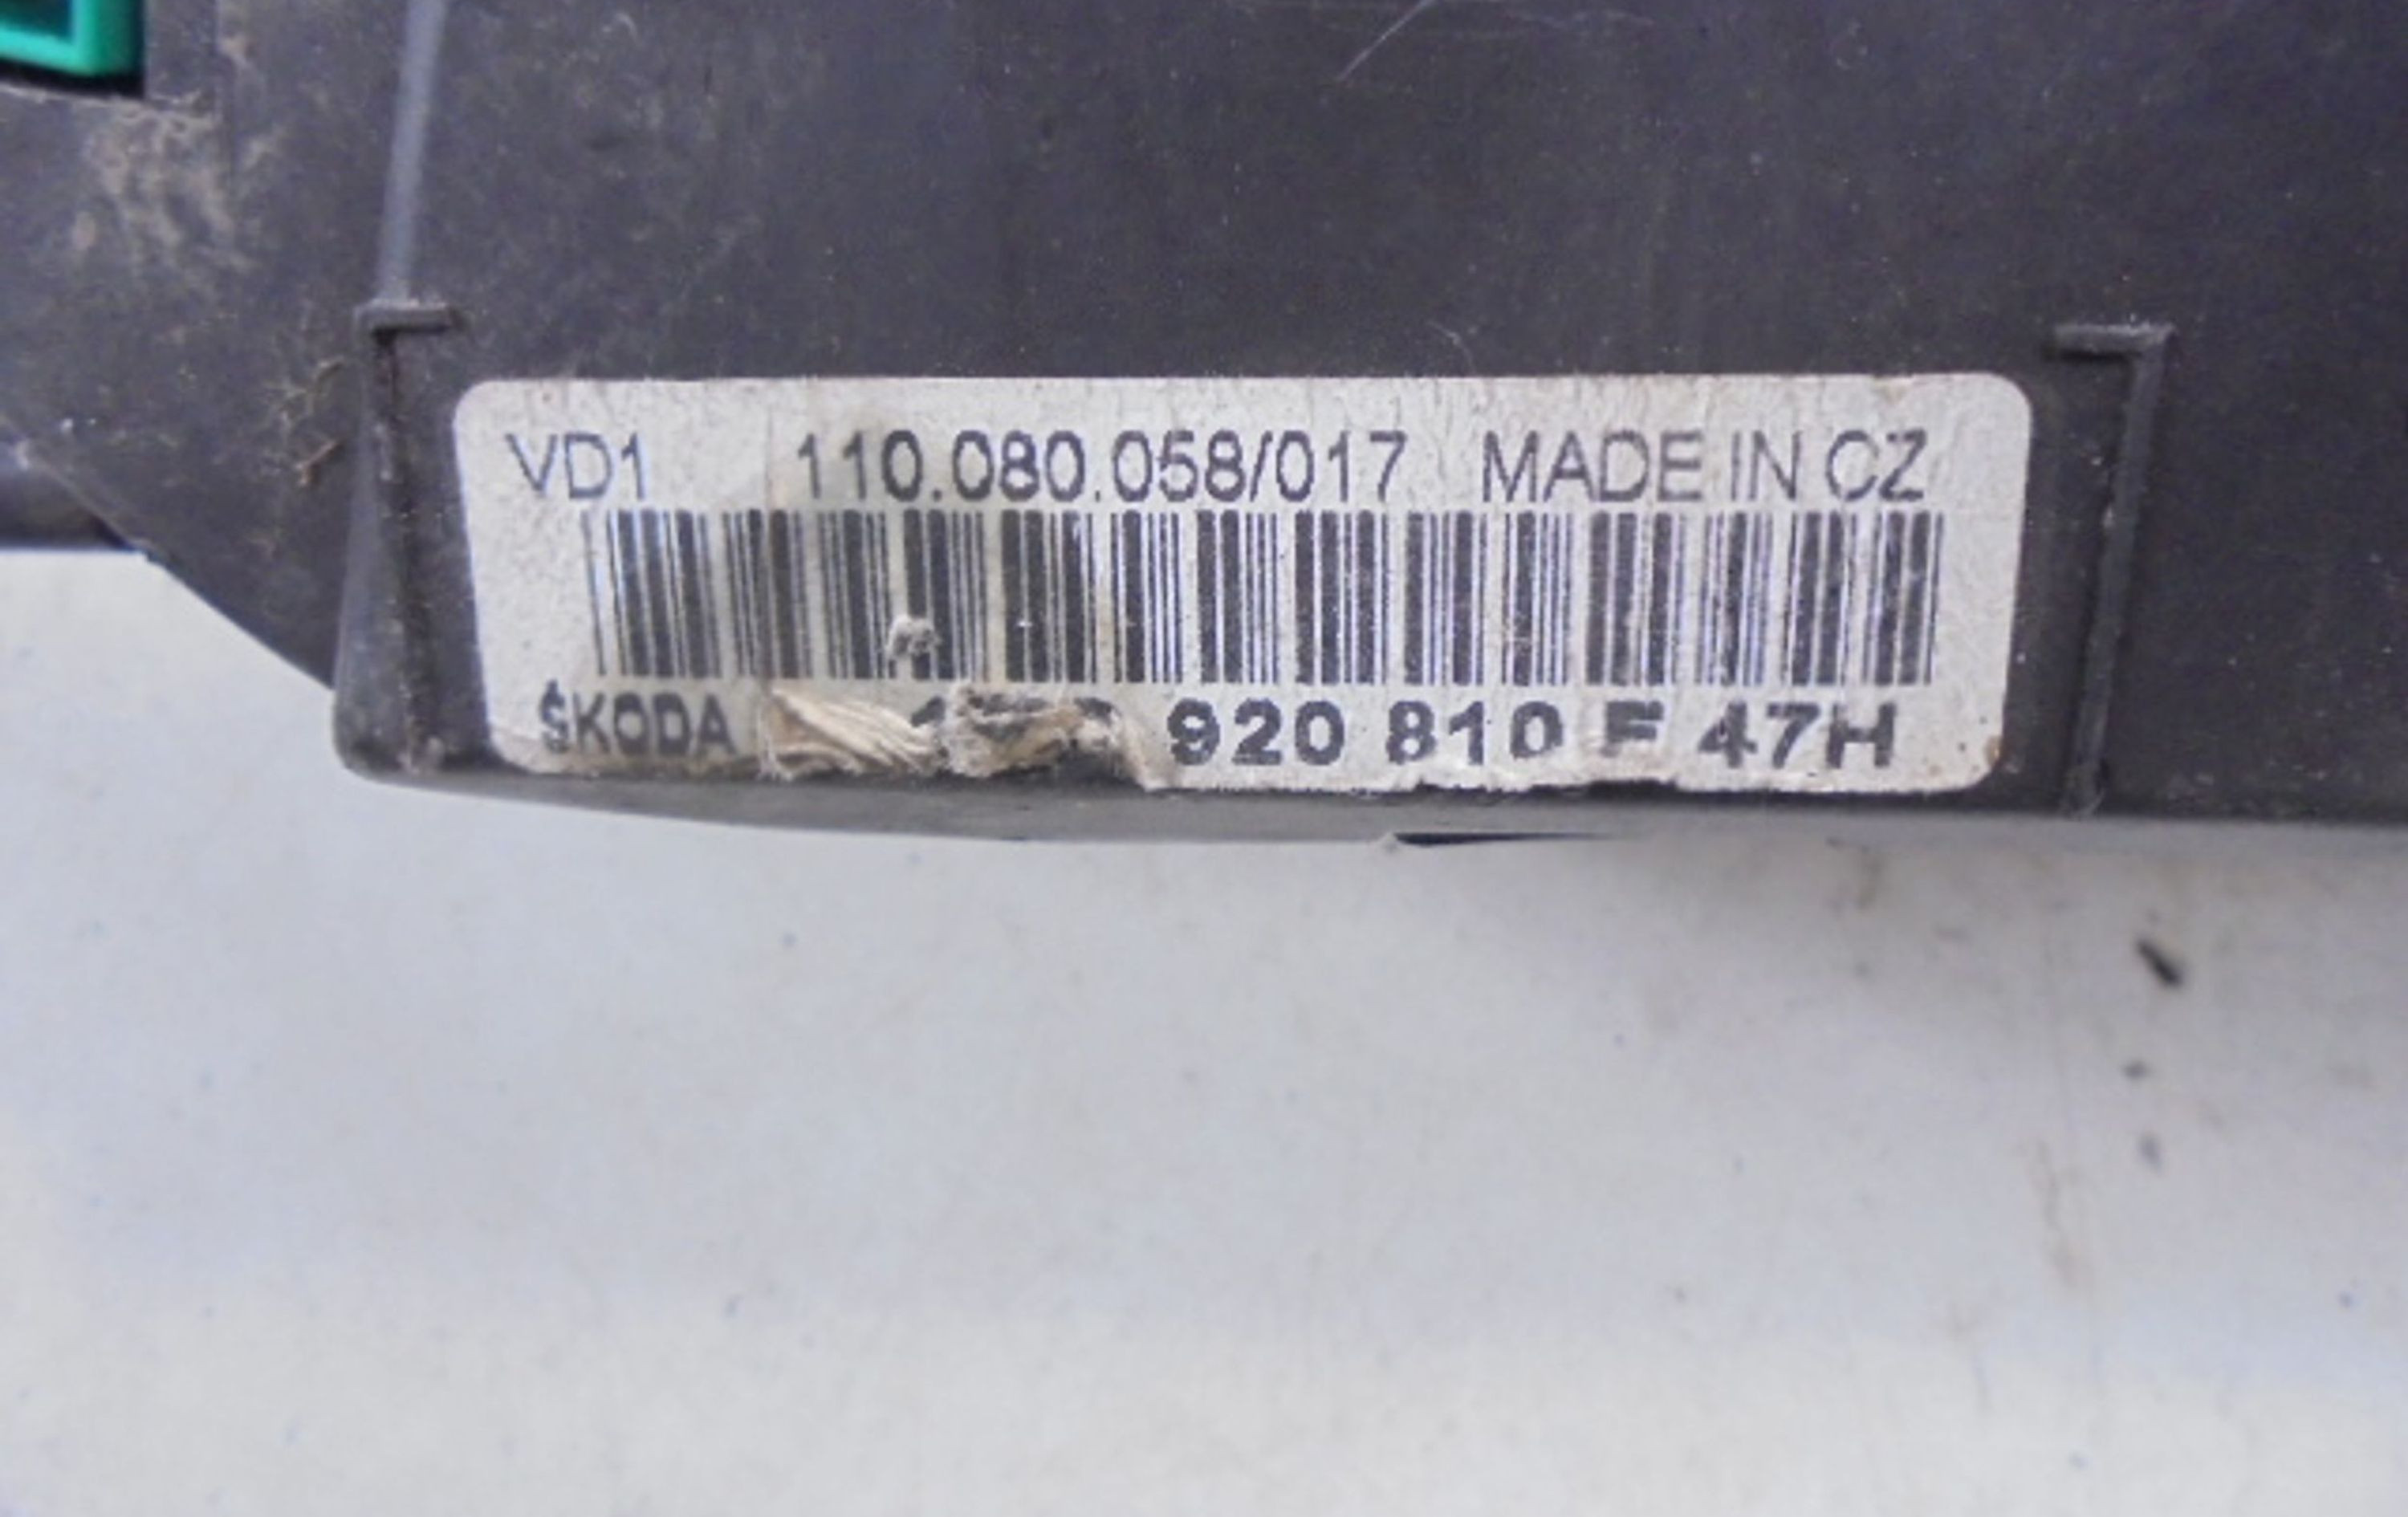 VD1 110.080.058/017 MADE IN CZ
ŠKODA 920 810 E 47H